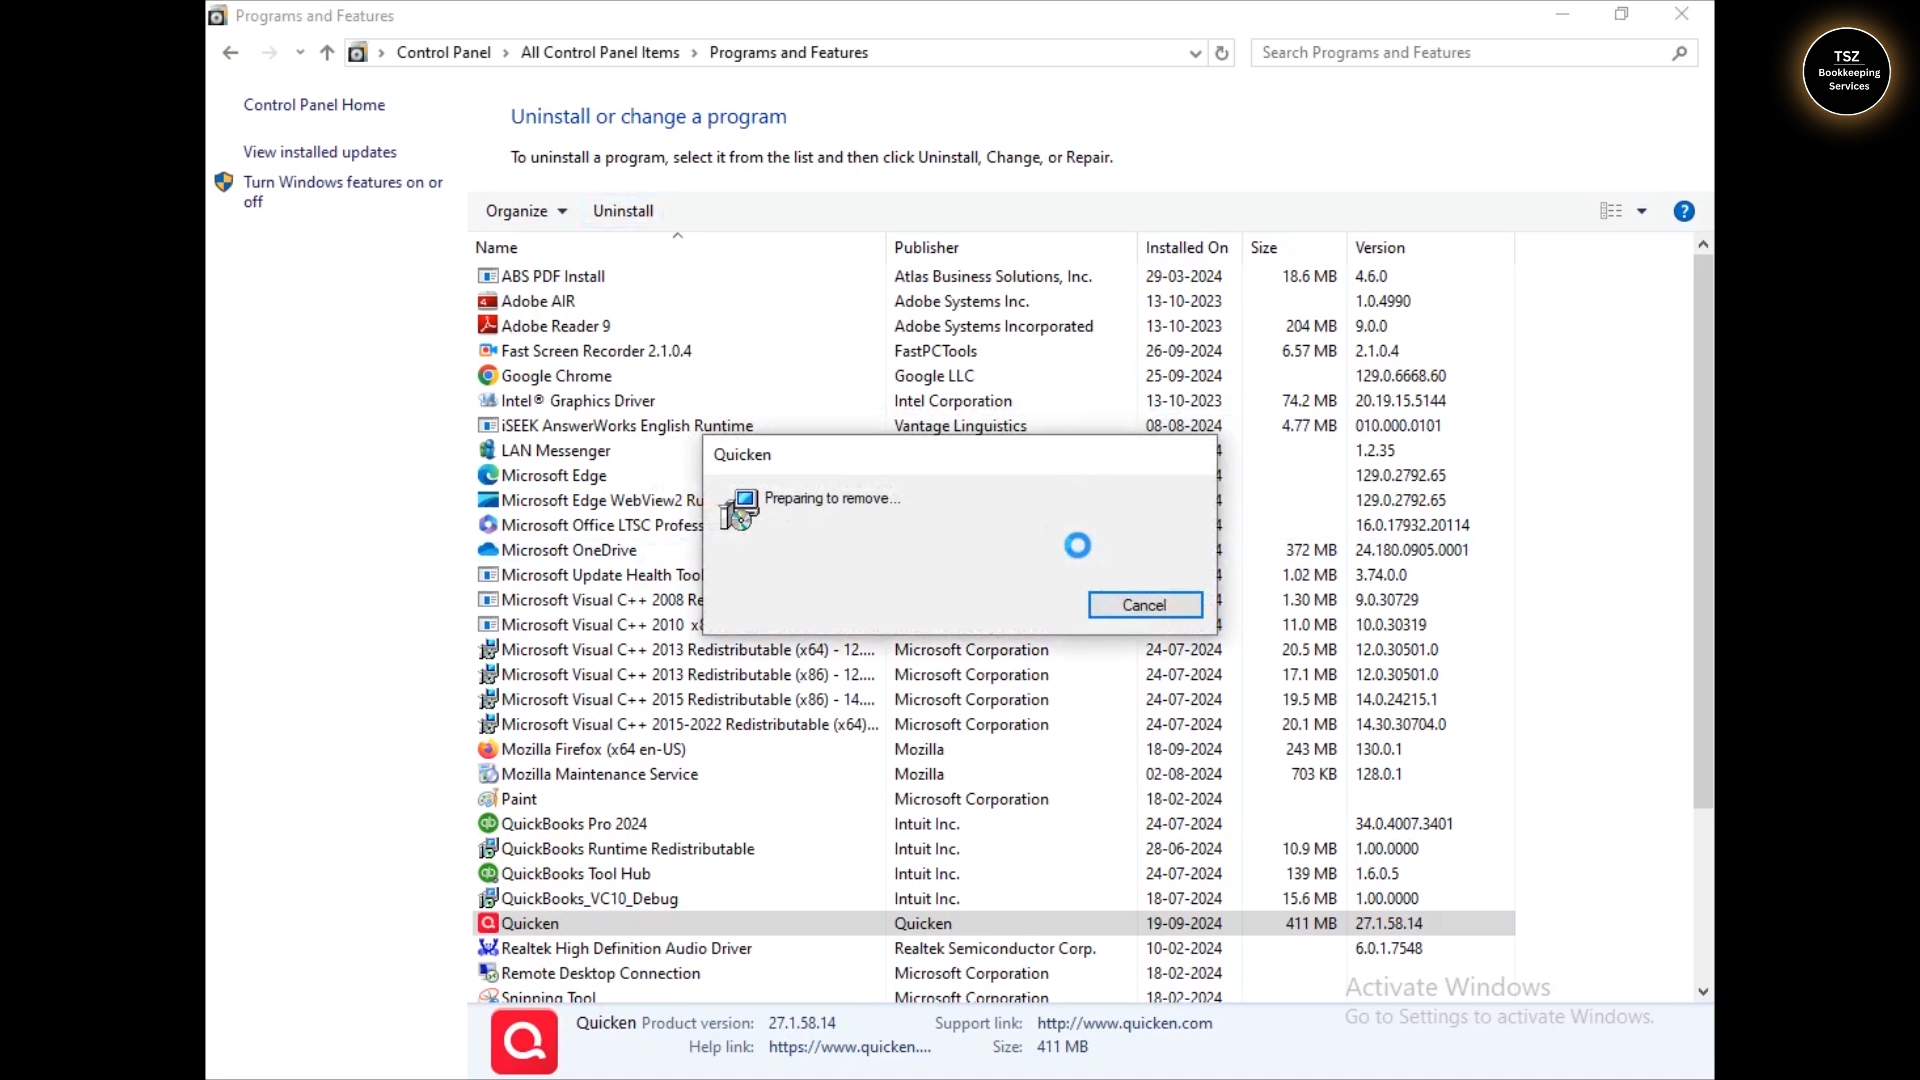 Programs and Features
Control Panel > All Control Panel Items > Programs and Features
Search Programs and Features
TSZ
Bookkeeping
Services
Control Panel Home
View installed updates
Turn Windows features on or
off
Uninstall or change a program
To uninstall a program, select it from the list and then click Uninstall, Change, or Repair.
Organize Uninstall
Name Publisher Installed On Size Version
ABS PDF Install Atlas Business Solutions, Inc. 29-03-2024 18.6 MB 4.6.0
Adobe AIR Adobe Systems Inc. 13-10-2023 1.0.4990
Adobe Reader 9 Adobe Systems Incorporated 13-10-2023 204 MB 9.0.0
Fast Screen Recorder 2.1.0.4 FastPCTools 26-09-2024 6.57 MB 2.1.0.4
Google Chrome Google LLC 25-09-2024 129.0.6668.60
Intel® Graphics Driver Intel Corporation 13-10-2023 74.2 MB 20.19.15.5144
iSEEK AnswerWorks English Runtime Vantage Linguistics 08-08-2024 4.77 MB 010.000.0101
LAN Messenger 4 1.2.35
Microsoft Edge 4 129.0.2792.65
Microsoft Edge WebView2 Ru 4 129.0.2792.65
Microsoft Office LTSC Profess 4 16.0.17932.20114
Microsoft OneDrive 4 372 MB 24.180.0905.0001
Microsoft Update Health Tool 4 1.02 MB 3.74.0.0
Microsoft Visual C++ 2008 Re 4 1.30 MB 9.0.30729
Microsoft Visual C++ 2010 x8 4 11.0 MB 10.0.30319
Quicken
Preparing to remove...
Cancel
Microsoft Visual C++ 2013 Redistributable (x64) - 12.... Microsoft Corporation 24-07-2024 20.5 MB 12.0.30501.0
Microsoft Visual C++ 2013 Redistributable (x86) - 12.... Microsoft Corporation 24-07-2024 17.1 MB 12.0.30501.0
Microsoft Visual C++ 2015 Redistributable (x86) - 14.... Microsoft Corporation 24-07-2024 19.5 MB 14.0.24215.1
Microsoft Visual C++ 2015-2022 Redistributable (x64)... Microsoft Corporation 24-07-2024 20.1 MB 14.30.30704.0
Mozilla Firefox (x64 en-US) Mozilla 18-09-2024 243 MB 130.0.1
Mozilla Maintenance Service Mozilla 02-08-2024 703 KB 128.0.1
Paint Microsoft Corporation 18-02-2024
QuickBooks Pro 2024 Intuit Inc. 24-07-2024 34.0.4007.3401
QuickBooks Runtime Redistributable Intuit Inc. 28-06-2024 10.9 MB 1.00.0000
QuickBooks Tool Hub Intuit Inc. 24-07-2024 139 MB 1.6.0.5
QuickBooks_VC10_Debug Intuit Inc. 18-07-2024 15.6 MB 1.00.0000
Quicken Quicken 19-09-2024 411 MB 27.1.58.14
Realtek High Definition Audio Driver Realtek Semiconductor Corp. 10-02-2024 6.0.1.7548
Remote Desktop Connection Microsoft Corporation 18-02-2024
Snipping Tool Microsoft Corporation 18-02-2024
Activate Windows
Go to Settings to activate Windows.
Quicken Product version: 27.1.58.14 Support link: http://www.quicken.com
Help link: https://www.quicken.... Size: 411 MB